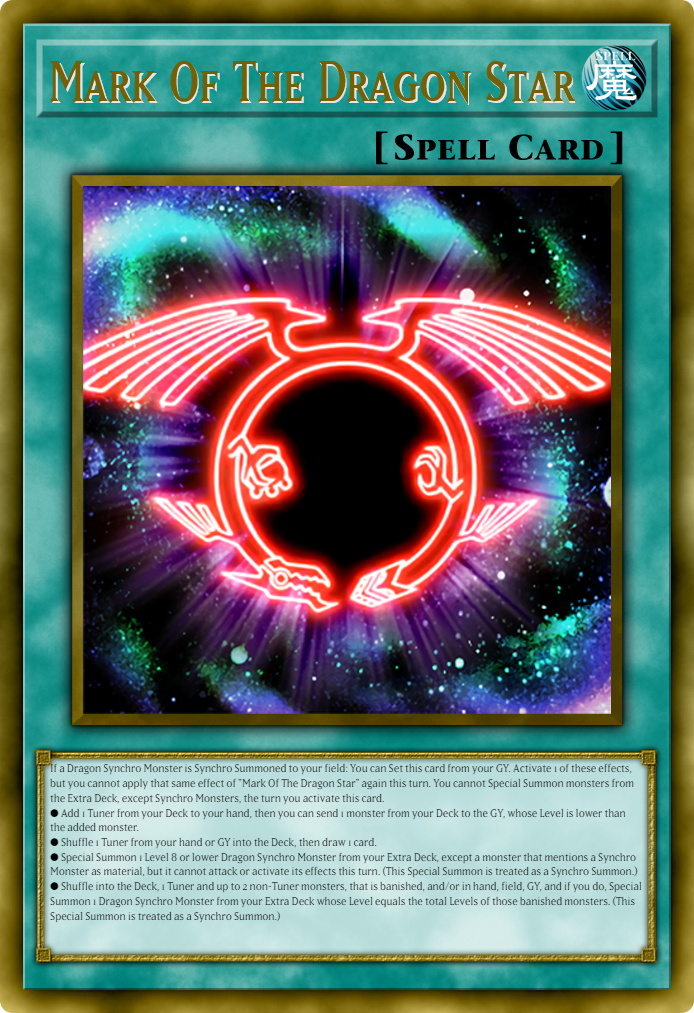 Mark Of The Dragon Star
SPELL
魔
[Spell Card]
If a Dragon Synchro Monster is Synchro Summoned to your field: You can Set this card from your GY. Activate 1 of these effects,
but you cannot apply that same effect of "Mark Of The Dragon Star" again this turn. You cannot Special Summon monsters from
the Extra Deck, except Synchro Monsters, the turn you activate this card.
● Add 1 Tuner from your Deck to your hand, then you can send 1 monster from your Deck to the GY, whose Level is lower than
the added monster.
● Shuffle 1 Tuner from your hand or GY into the Deck, then draw 1 card.
● Special Summon 1 Level 8 or lower Dragon Synchro Monster from your Extra Deck, except a monster that mentions a Synchro
Monster as material, but it cannot attack or activate its effects this turn. (This Special Summon is treated as a Synchro Summon.)
● Shuffle into the Deck, 1 Tuner and up to 2 non-Tuner monsters, that is banished, and/or in hand, field, GY, and if you do, Special
Summon 1 Dragon Synchro Monster from your Extra Deck whose Level equals the total Levels of those banished monsters. (This
Special Summon is treated as a Synchro Summon.)